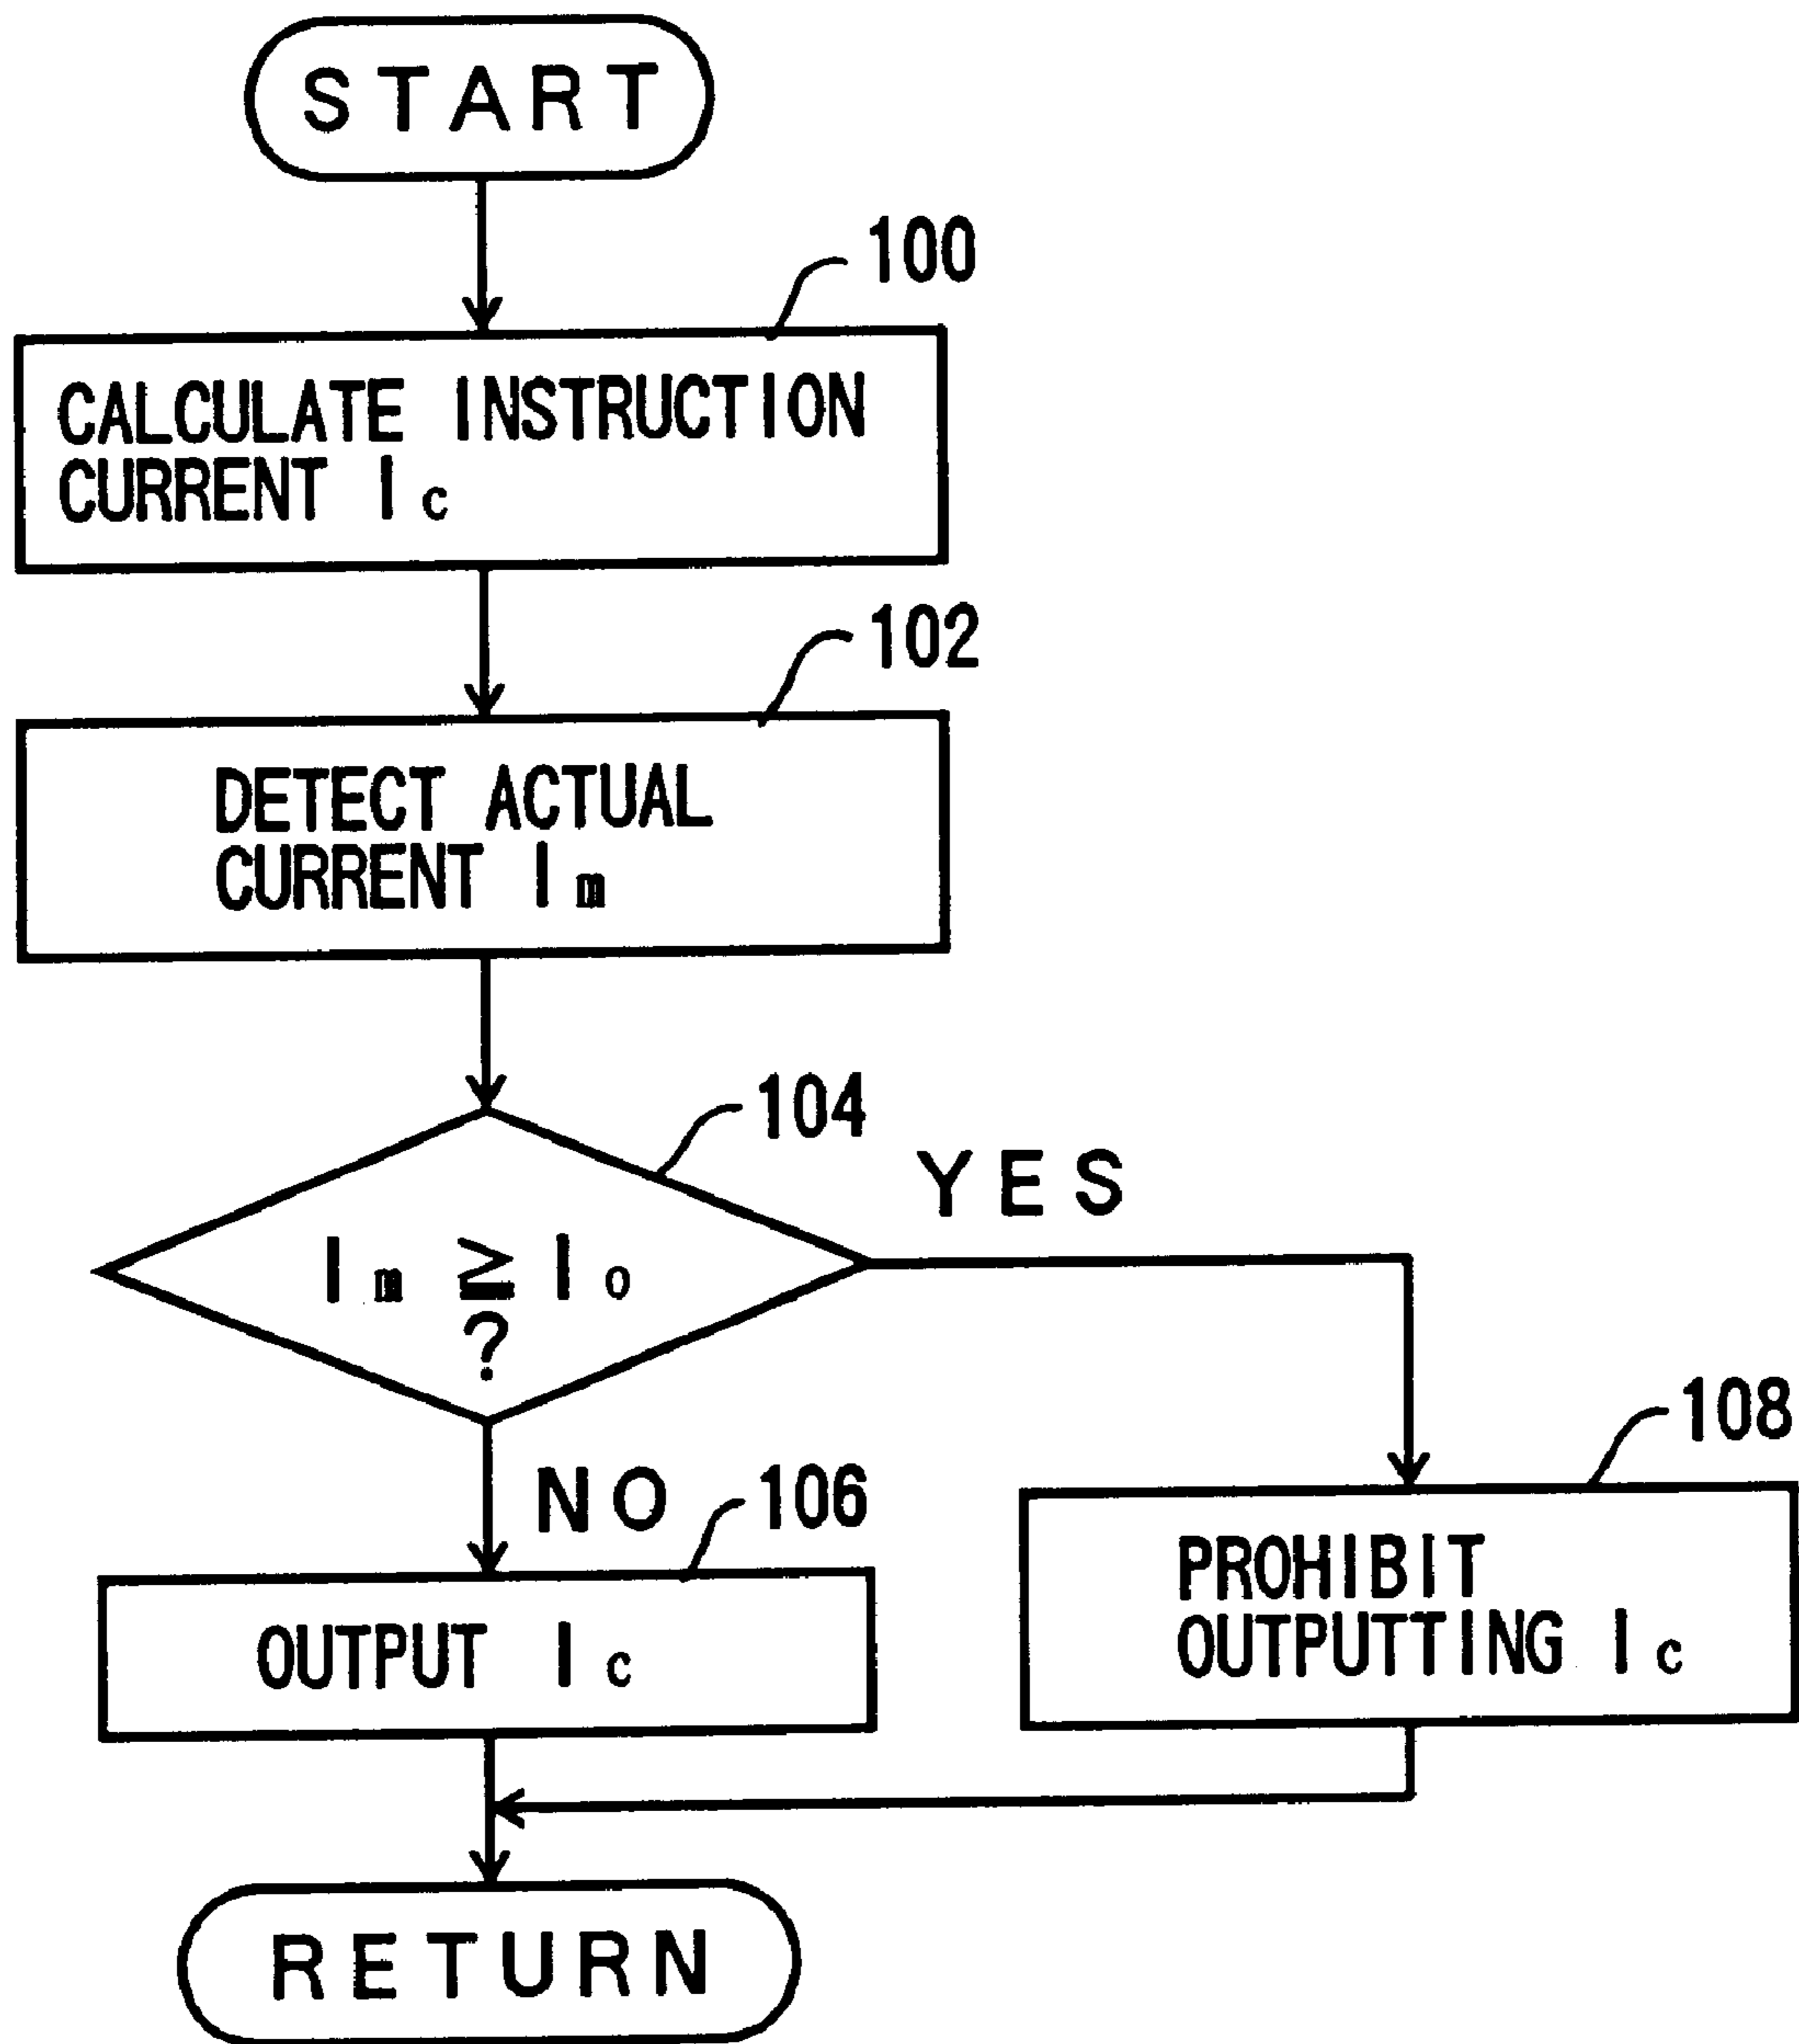 START
100
CALCULATE INSTRUCTION
CURRENT Ic
102
DETECT ACTUAL
CURRENT Im
104
YES
Im ≧ Io
?
108
NO
106
PROHIBIT
OUTPUTTING Ic
OUTPUT Ic
RETURN